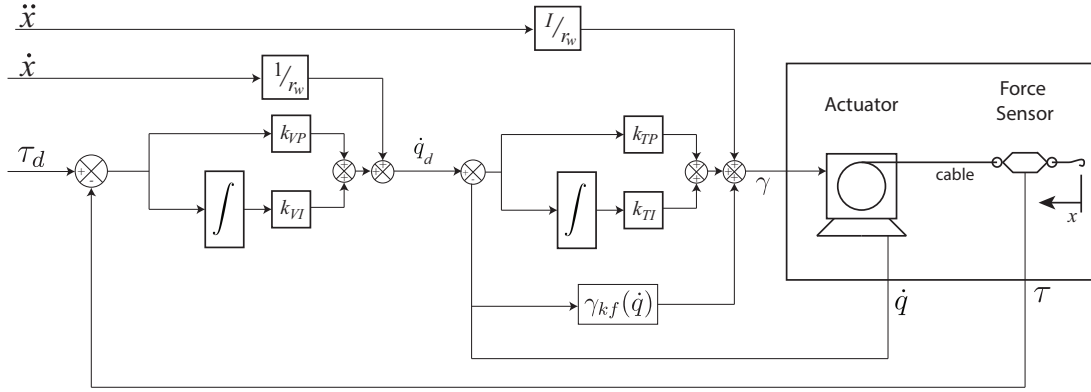 ẍ
I/r_w
ẋ
1/r_w
Actuator
Force
Sensor
k_VP
k_TP
τ_d
+
-
+
+
+
+
q̇_d
+
-
+
+
+
+
+
γ
cable
x
k_VI
k_TI
∫
∫
γ_kf(q̇)
q̇
τ